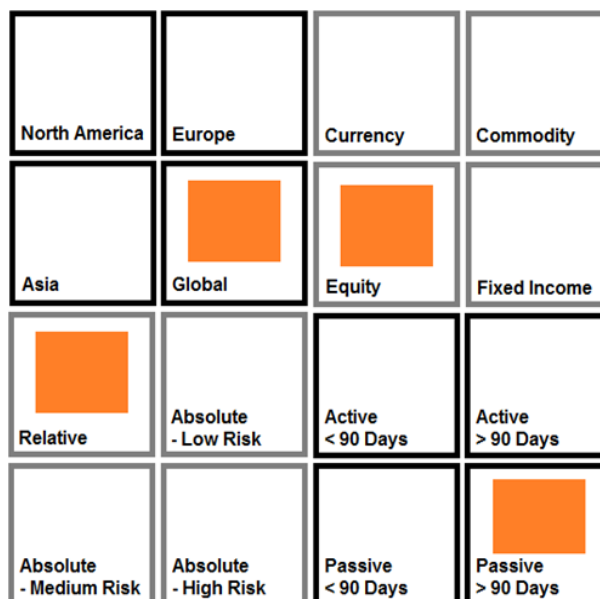 North America
Europe
Currency
Commodity
Asia
Global
Equity
Fixed Income
Relative
Absolute
- Low Risk
Active
< 90 Days
Active
> 90 Days
Absolute
- Medium Risk
Absolute
- High Risk
Passive
< 90 Days
Passive
> 90 Days